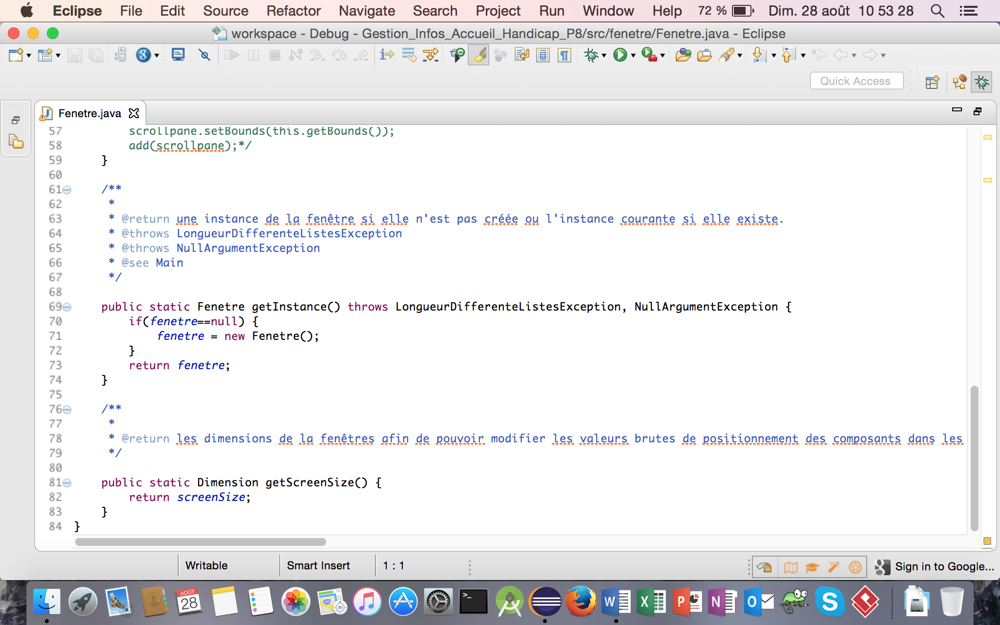 Eclipse File Edit Source Refactor Navigate Search Project Run Window Help 72 % Dim. 28 août 10 53 28
workspace - Debug - Gestion_Infos_Accueil_Handicap_P8/src/fenetre/Fenetre.java - Eclipse
Quick Access
Fenetre.java
57 scrollpane.setBounds(this.getBounds());
58 add(scrollpane);*/
59 }
60
61 /**
62 *
63 * @return une instance de la fenêtre si elle n'est pas créée ou l'instance courante si elle existe.
64 * @throws LongueurDifferenteListesException
65 * @throws NullArgumentException
66 * @see Main
67 */
68
69 public static Fenetre getInstance() throws LongueurDifferenteListesException, NullArgumentException {
70 if(fenetre==null) {
71 fenetre = new Fenetre();
72 }
73 return fenetre;
74 }
75
76 /**
77 *
78 * @return les dimensions de la fenêtres afin de pouvoir modifier les valeurs brutes de positionnement des composants dans les
79 */
80
81 public static Dimension getScreenSize() {
82 return screenSize;
83 }
84 }
Writable Smart Insert 1 : 1 Sign in to Google...
AOÛT
28